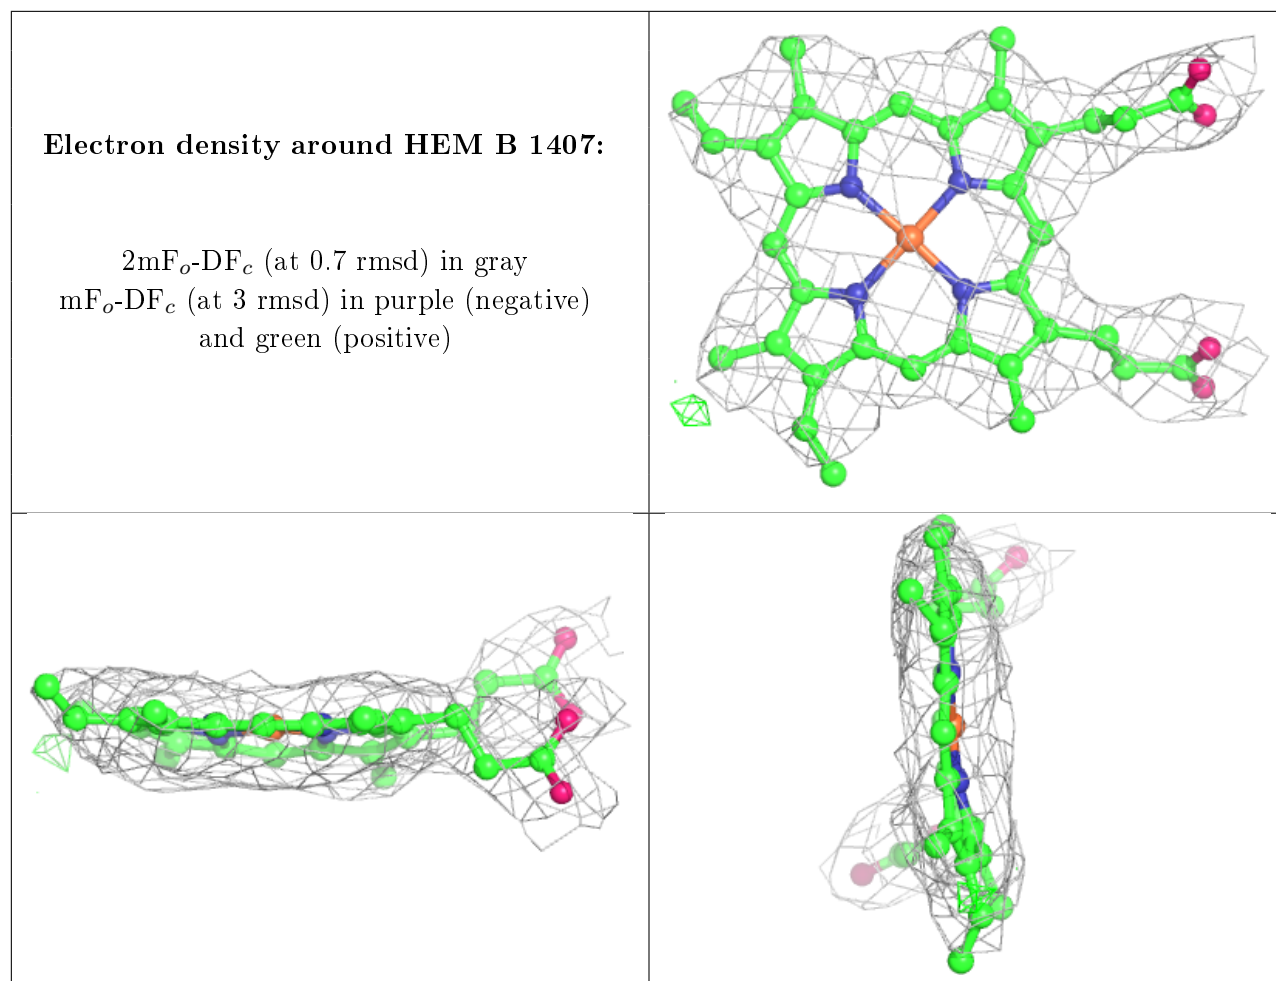 Electron density around HEM B 1407:
2mFₒ-DF𝒸 (at 0.7 rmsd) in gray
mFₒ-DF𝒸 (at 3 rmsd) in purple (negative)
and green (positive)